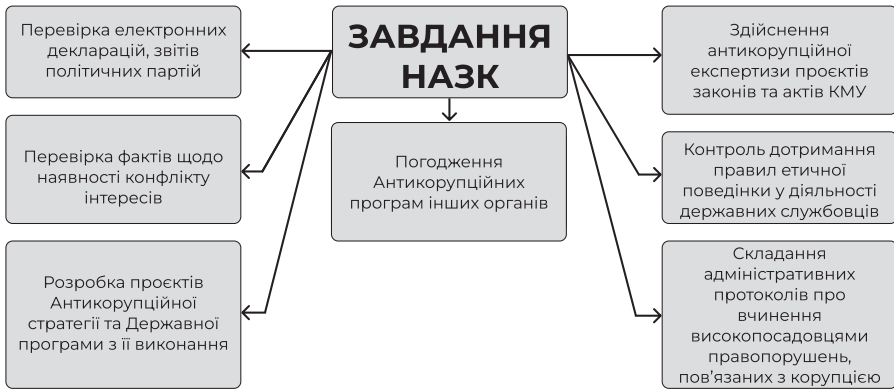 ЗАВДАННЯ
НАЗК
Перевірка електронних
декларацій, звітів
політичних партій
Перевірка фактів щодо
наявності конфлікту
інтересів
Розробка проєктів
Антикорупційної
стратегії та Державної
програми з її виконання
Погодження
Антикорупційних
програм інших органів
Здійснення
антикорупційної
експертизи проєктів
законів та актів КМУ
Контроль дотримання
правил етичної
поведінки у діяльності
державних службовців
Складання
адміністративних
протоколів про
вчинення
високопосадовцями
правопорушень,
пов’язаних з корупцією